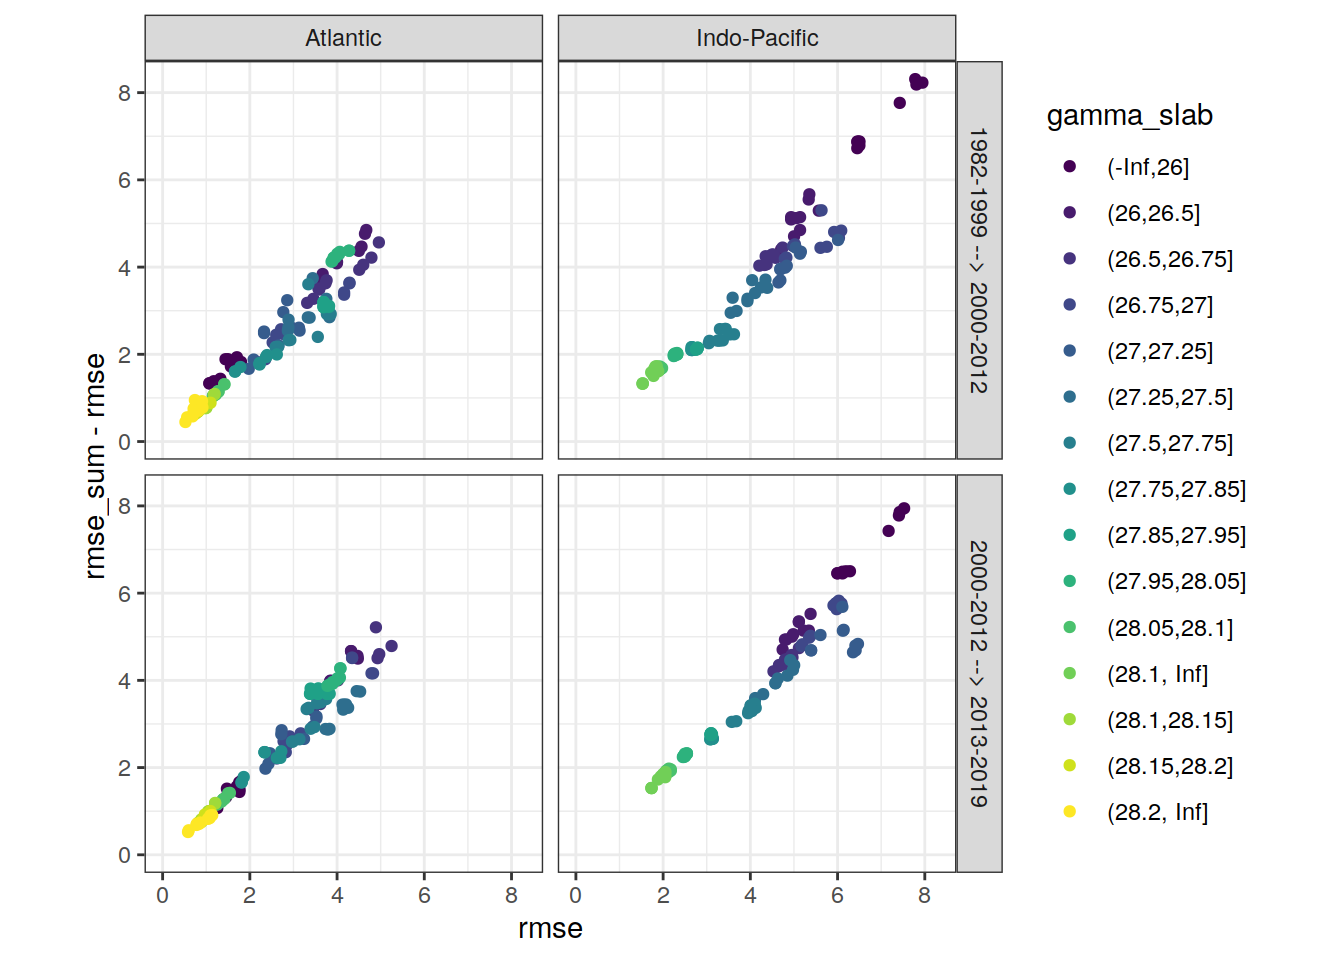 Atlantic
Indo-Pacific
8
6
4
2
0
1982-1999 --> 2000-2012
8
6
4
2
0
2000-2012 --> 2013-2019
0 2 4 6 8
0 2 4 6 8
rmse
rmse_sum - rmse
gamma_slab
(-Inf,26]
(26,26.5]
(26.5,26.75]
(26.75,27]
(27,27.25]
(27.25,27.5]
(27.5,27.75]
(27.75,27.85]
(27.85,27.95]
(27.95,28.05]
(28.05,28.1]
(28.1, Inf]
(28.1,28.15]
(28.15,28.2]
(28.2, Inf]